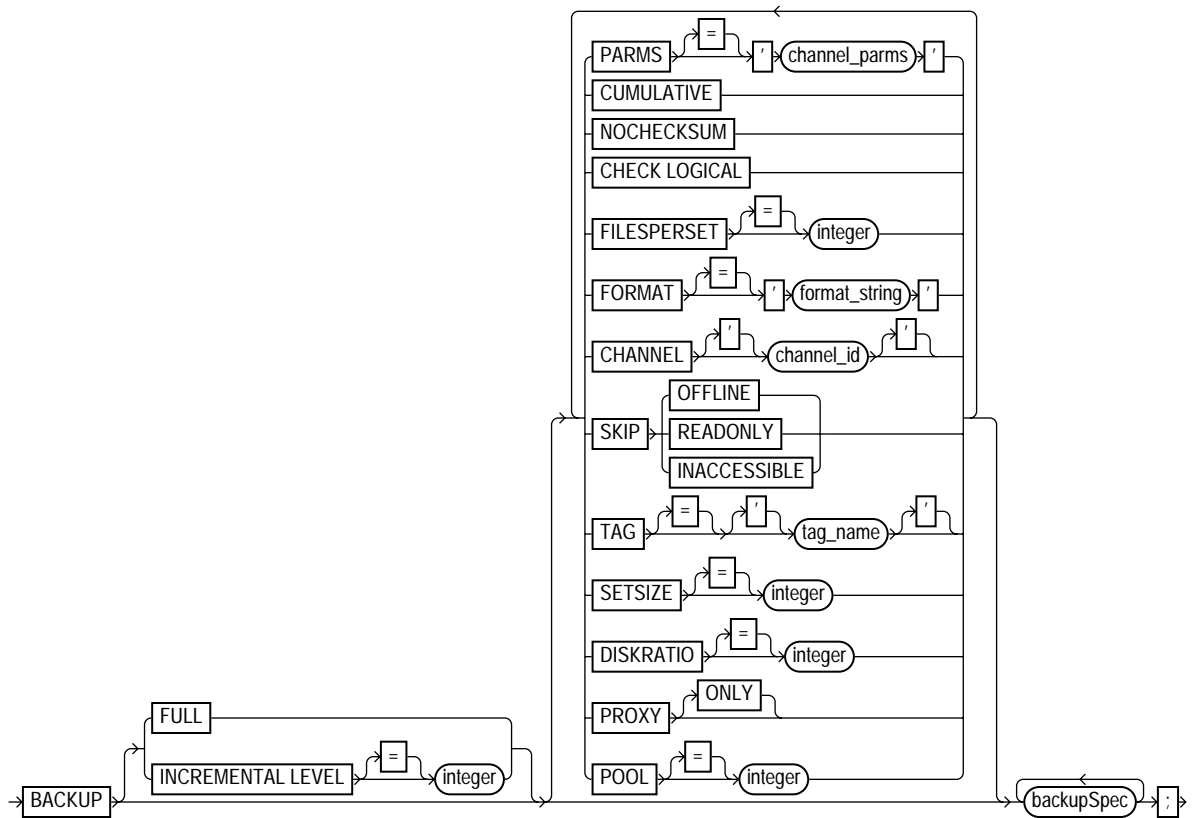 PARMS = ' channel_parms '
CUMULATIVE
NOCHECKSUM
CHECK LOGICAL
FILESPERSET = integer
FORMAT = ' format_string '
CHANNEL ' channel_id '
OFFLINE
SKIP READONLY
INACCESSIBLE
TAG = ' tag_name '
SETSIZE = integer
DISKRATIO = integer
PROXY ONLY
POOL = integer
FULL
INCREMENTAL LEVEL = integer
BACKUP backupSpec ;